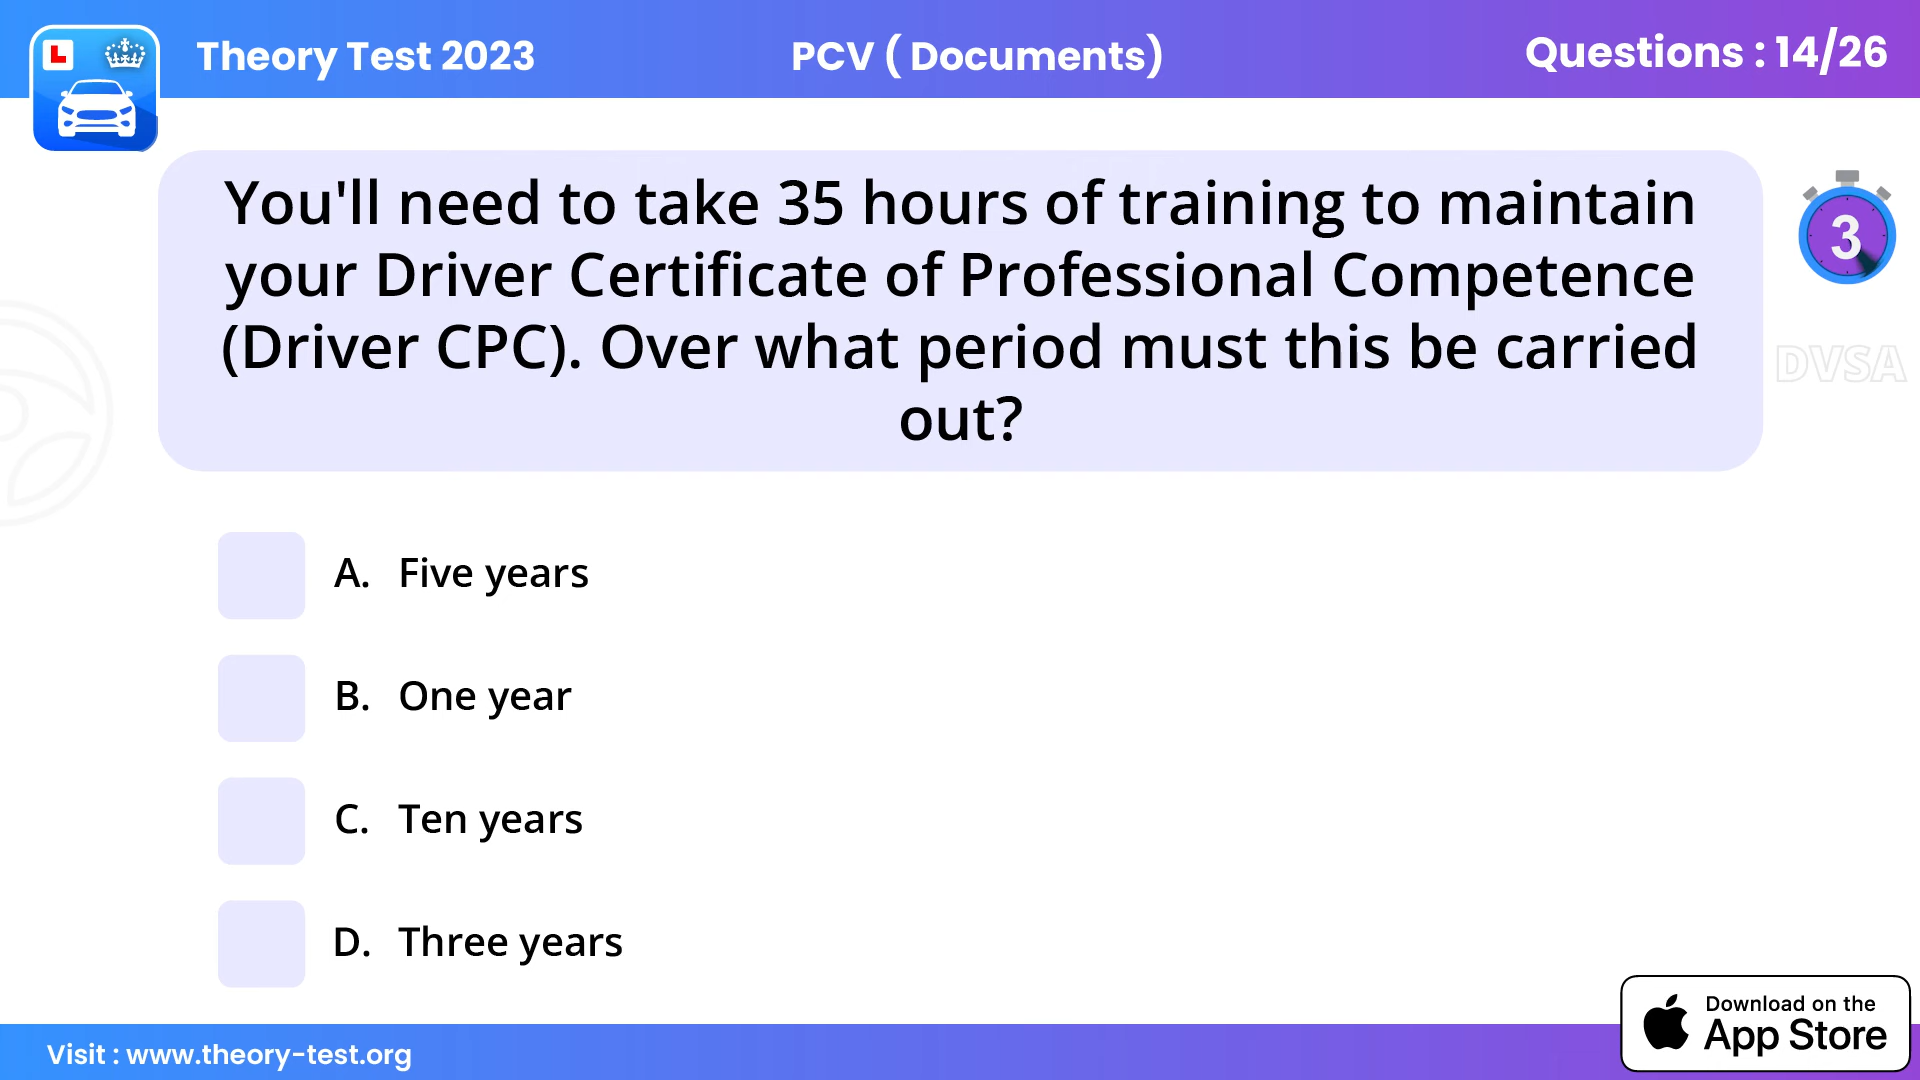 L
Theory Test 2023
PCV ( Documents)
Questions : 14/26
You'll need to take 35 hours of training to maintain
your Driver Certificate of Professional Competence
(Driver CPC). Over what period must this be carried
out?
3
DVSA
A. Five years
B. One year
C. Ten years
D. Three years
Visit : www.theory-test.org
Download on the
App Store